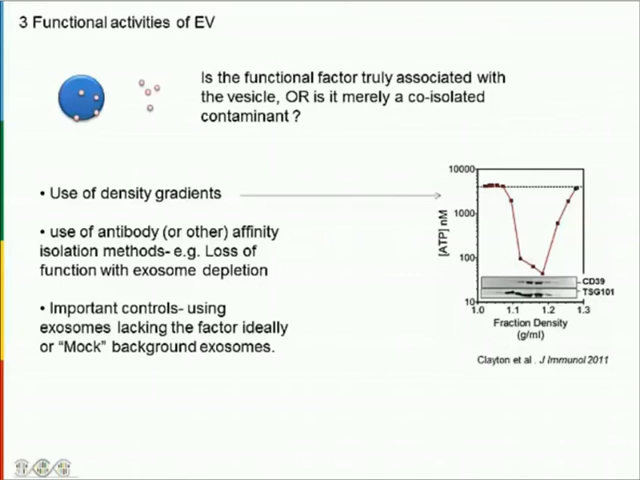 3 Functional activities of EV
Is the functional factor truly associated with
the vesicle, OR is it merely a co-isolated
contaminant ?
• Use of density gradients
• use of antibody (or other) affinity
isolation methods- e.g. Loss of
function with exosome depletion
• Important controls- using
exosomes lacking the factor ideally
or “Mock” background exosomes.
10000
1000
100
10
[ATP] nM
CD39
TSG101
1.0 1.1 1.2 1.3
Fraction Density
(g/ml)
Clayton et al . J Immunol 2011